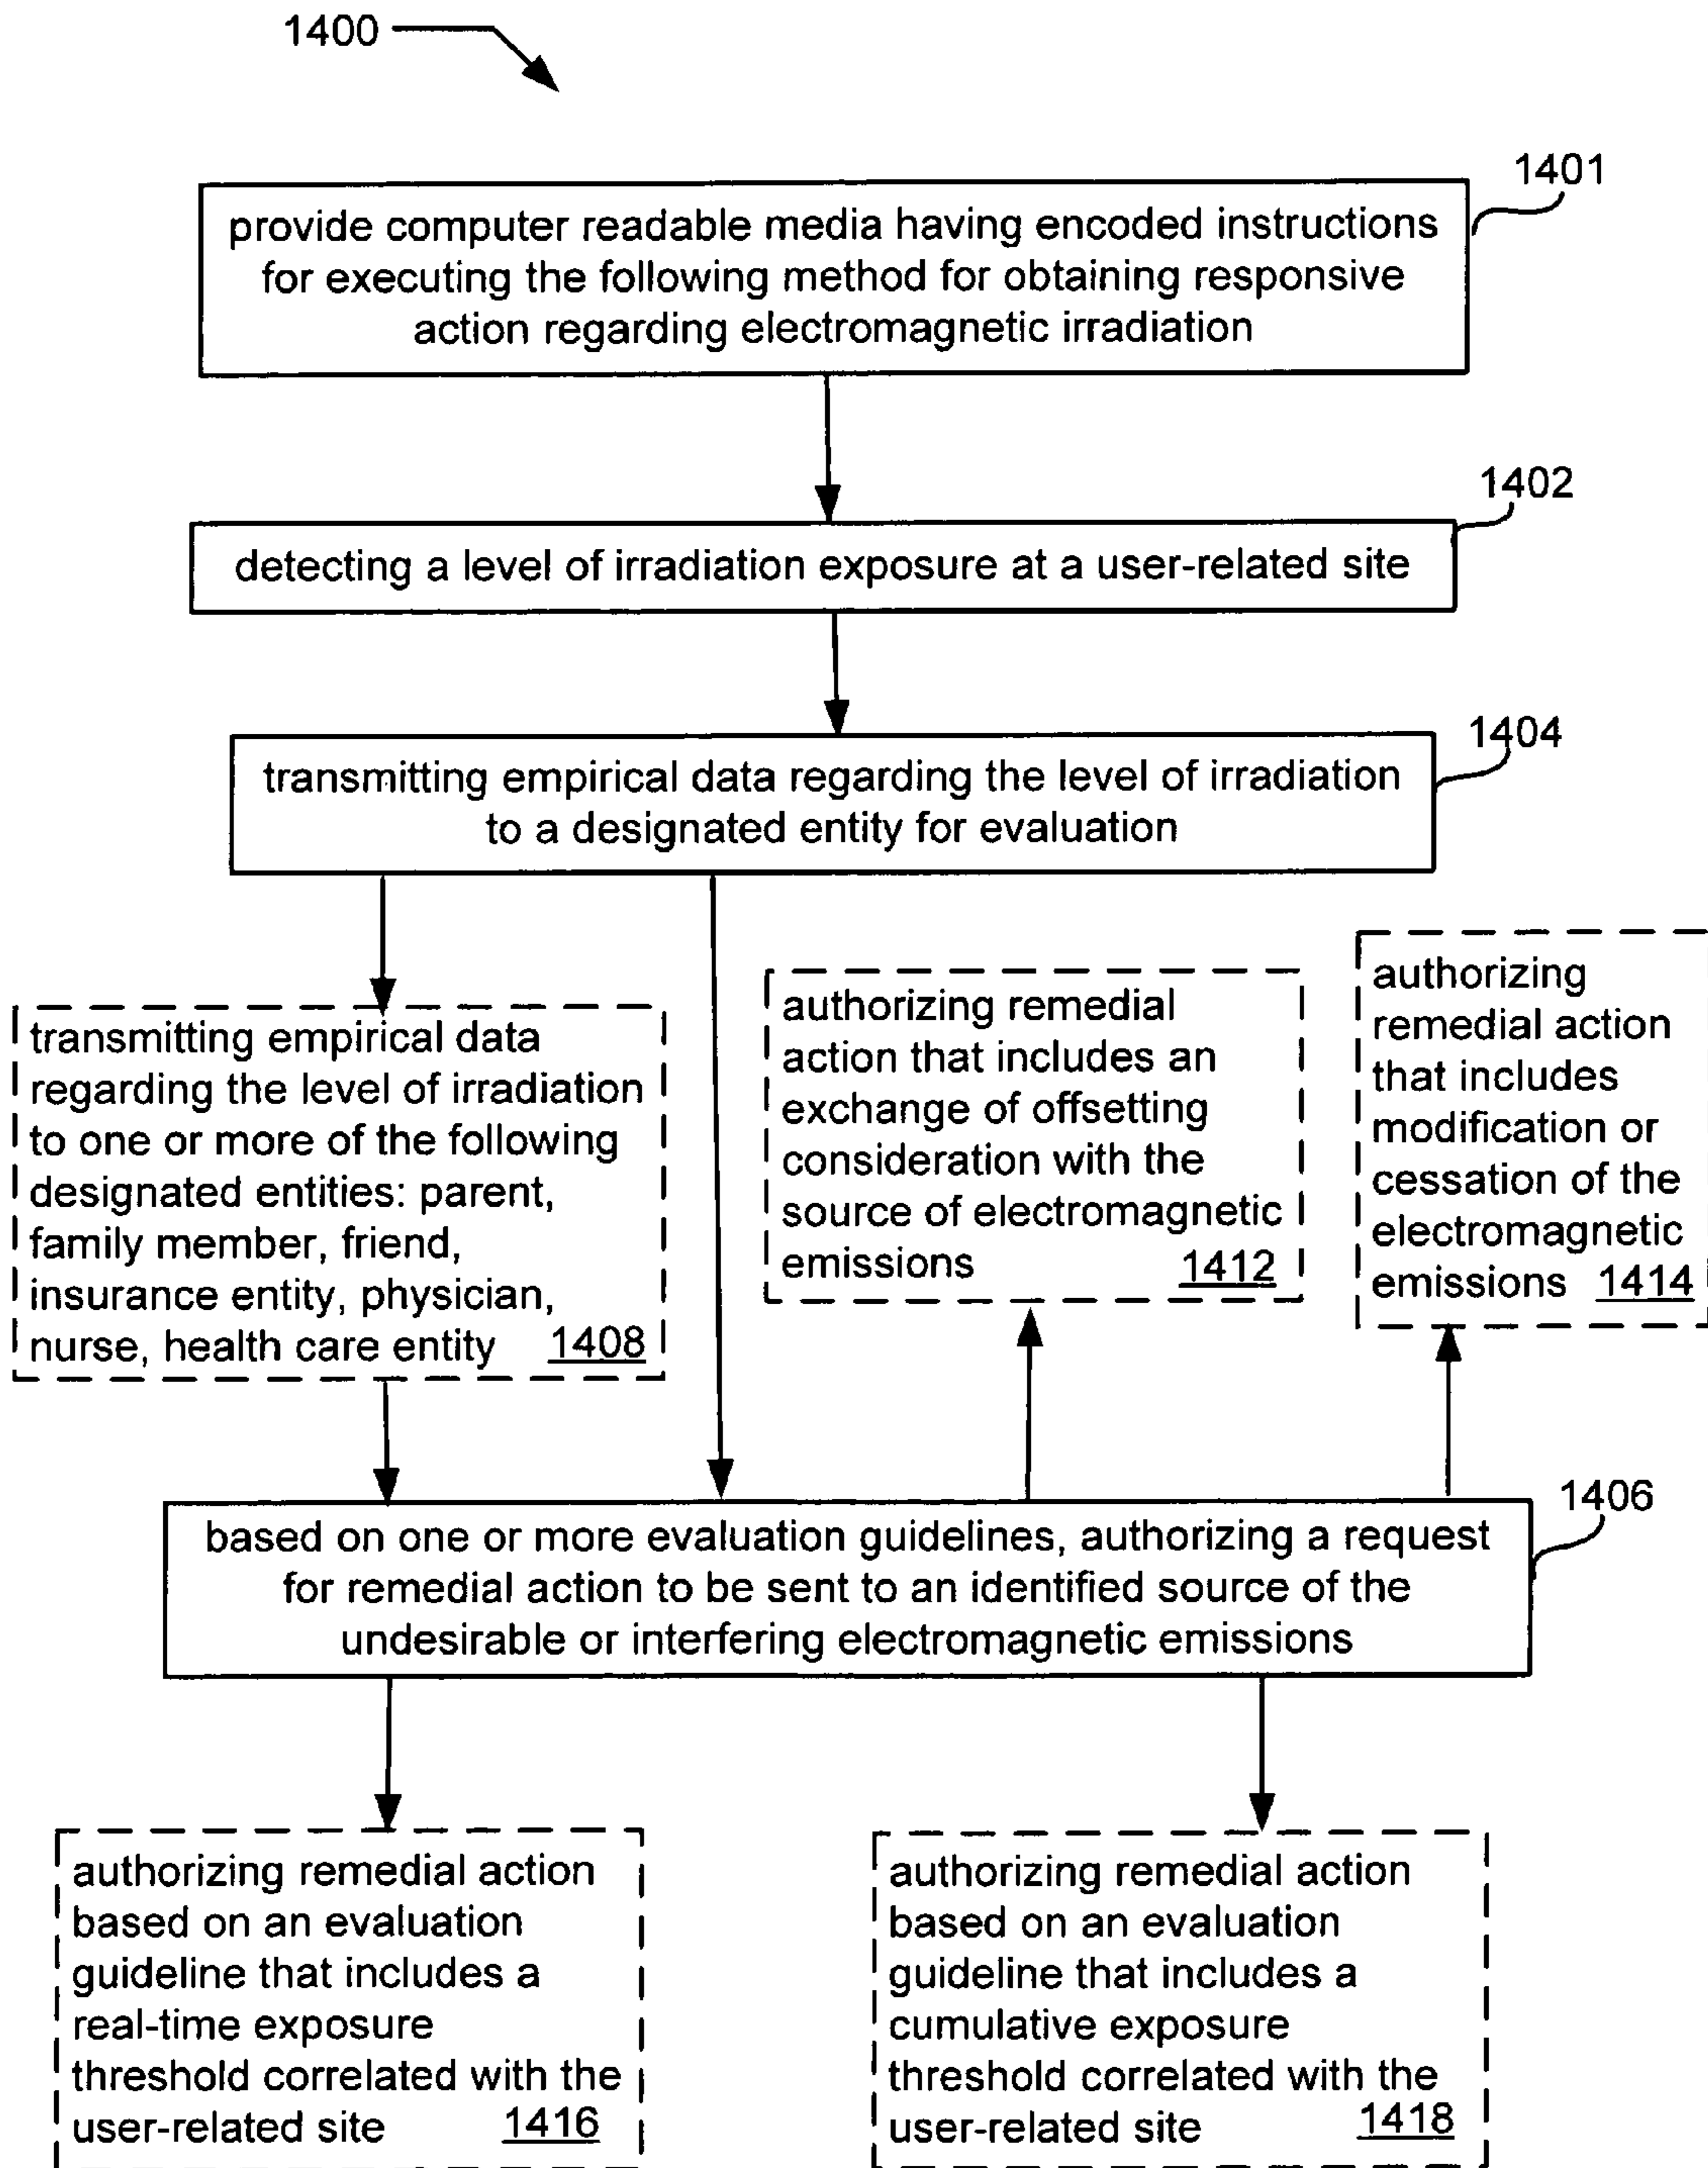 1400
1401
provide computer readable media having encoded instructions
for executing the following method for obtaining responsive
action regarding electromagnetic irradiation
1402
detecting a level of irradiation exposure at a user-related site
1404
transmitting empirical data regarding the level of irradiation
to a designated entity for evaluation
transmitting empirical data
regarding the level of irradiation
to one or more of the following
designated entities: parent,
family member, friend,
insurance entity, physician,
nurse, health care entity 1408
authorizing remedial
action that includes an
exchange of offsetting
consideration with the
source of electromagnetic
emissions 1412
authorizing
remedial action
that includes
modification or
cessation of the
electromagnetic
emissions 1414
1406
based on one or more evaluation guidelines, authorizing a request
for remedial action to be sent to an identified source of the
undesirable or interfering electromagnetic emissions
authorizing remedial action
based on an evaluation
guideline that includes a
real-time exposure
threshold correlated with the
user-related site 1416
authorizing remedial action
based on an evaluation
guideline that includes a
cumulative exposure
threshold correlated with the
user-related site 1418